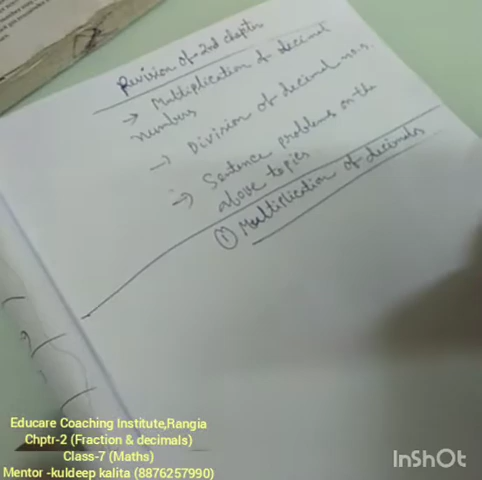 Revision of 2nd chapter
→ Multiplication of decimal
numbers
→ Division of decimal no.s.
→ Sentence problems on the
above topics
① Multiplication of decimals
Educare Coaching Institute,Rangia
Chptr-2 (Fraction & decimals)
Class-7 (Maths)
Mentor -kuldeep kalita (8876257990)
InShOt